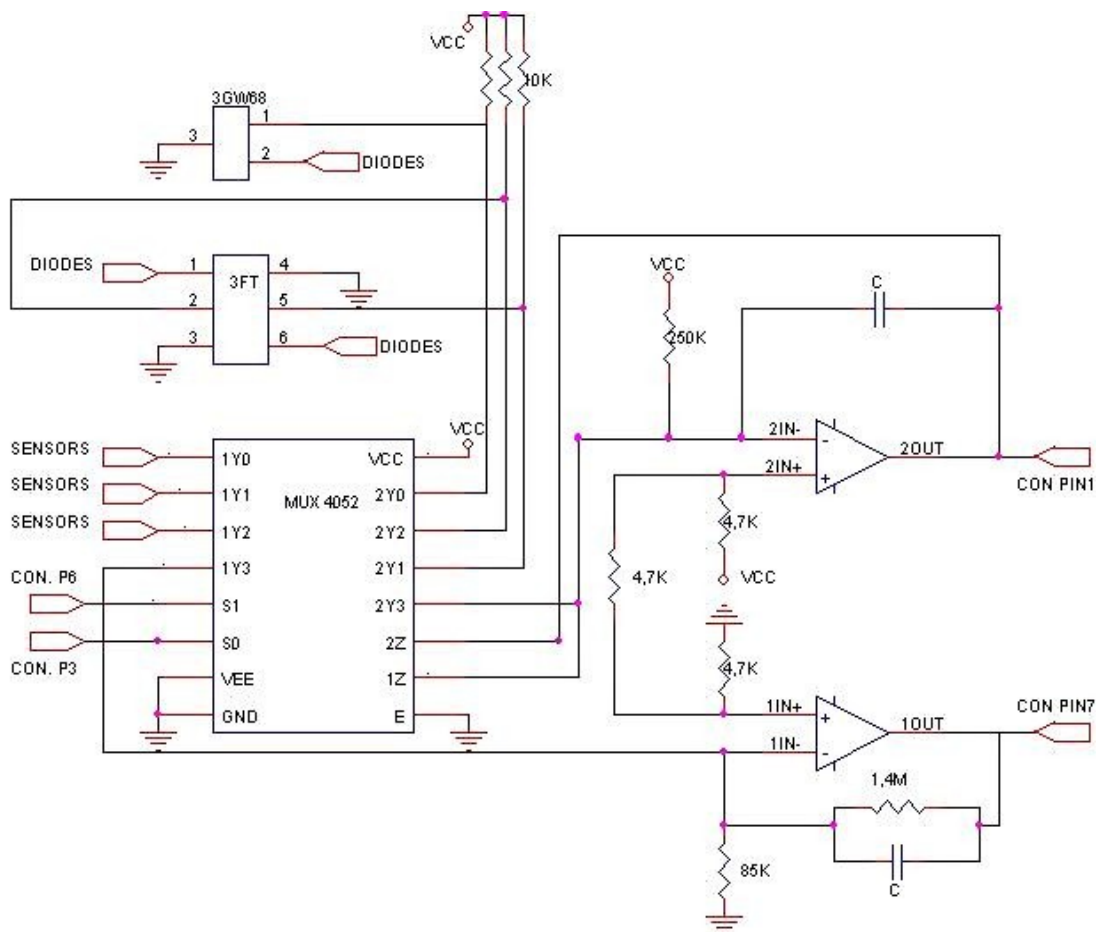 VCC
10K
3GW68
1
3
2
DIODES
DIODES
1
4
3FT
2
5
3
6
DIODES
VCC
250K
C
SENSORS
1Y0
VCC
VCC
SENSORS
1Y1
MUX 4052
2Y0
SENSORS
1Y2
2Y2
1Y3
2Y1
CON. P6
S1
2Y3
S0
2Z
CON. P3
VEE
1Z
GND
E
2IN-
-
2OUT
2IN+
+
CON PIN1
4,7K
4,7K
VCC
4,7K
1IN+
+
1OUT
CON PIN7
1IN-
-
1,4M
85K
C